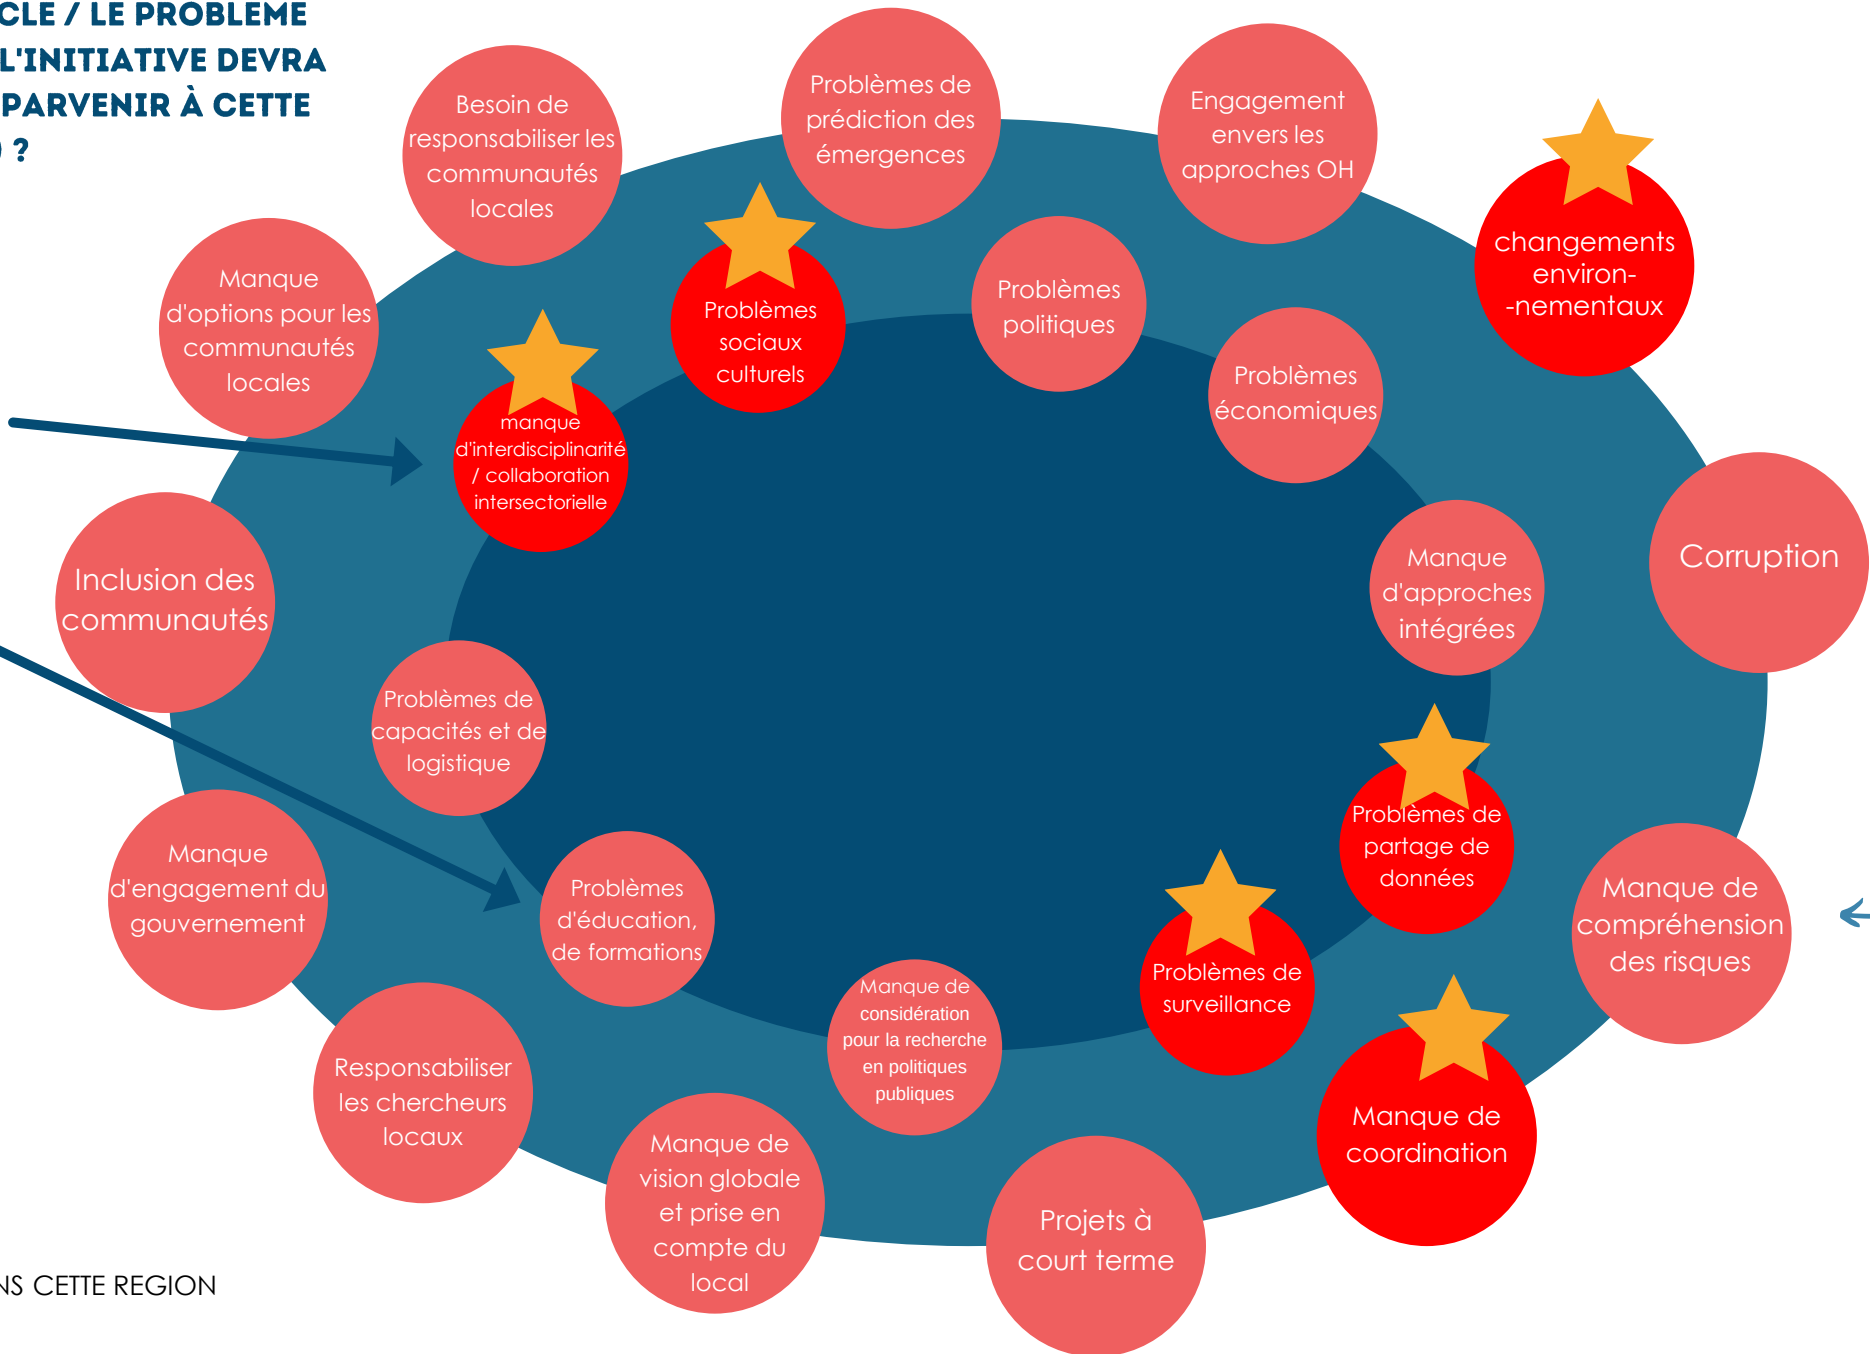 CLE / LE PROBLEME
L'INITIATIVE DEVRA
PARVENIR À CETTE
?
Besoin de
responsabiliser les
communautés
locales
Problèmes de
prédiction des
émergences
Engagement
envers les
approches OH
changements
environ-
-nementaux
Manque
d'options pour les
communautés
locales
Problèmes
sociaux
culturels
Problèmes
politiques
Problèmes
économiques
manque
d'interdisciplinarité
/ collaboration
intersectorielle
Corruption
Inclusion des
communautés
Manque
d'approches
intégrées
Problèmes de
capacités et de
logistique
Problèmes de
partage de
données
Manque
d'engagement du
gouvernement
Problèmes
d'éducation,
de formations
Manque de
compréhension
des risques
Problèmes de
surveillance
Manque de
considération
pour la recherche
en politiques
publiques
Responsabiliser
les chercheurs
locaux
Manque de
coordination
Manque de
vision globale
et prise en
compte du
local
Projets à
court terme
NS CETTE REGION